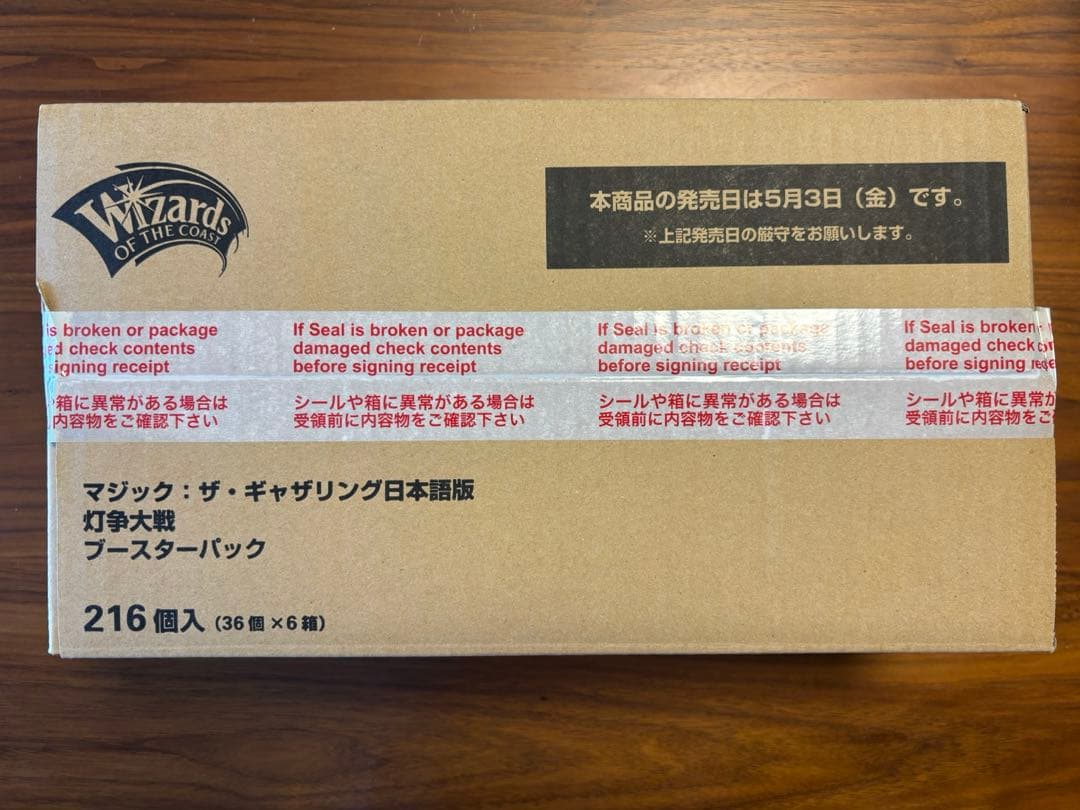 Wizards
OF THE COAST
本商品の発売日は5月3日（金）です。
※上記発売日の厳守をお願いします。
is broken or package
ed check contents
signing receipt
If Seal is broken or package
damaged check contents
before signing receipt
If Seal is broken or package
damaged check contents
before signing receipt
If Seal is broken
damaged check
before signing
や箱に異常がある場合は
内容物をご確認下さい
シールや箱に異常がある場合は
受領前に内容物をご確認下さい
シールや箱に異常がある場合は
受領前に内容物をご確認下さい
シールや箱に異常が
受領前に内容物をご
マジック：ザ・ギャザリング日本語版
灯争大戦
ブースターパック
216個入（36個×6箱）